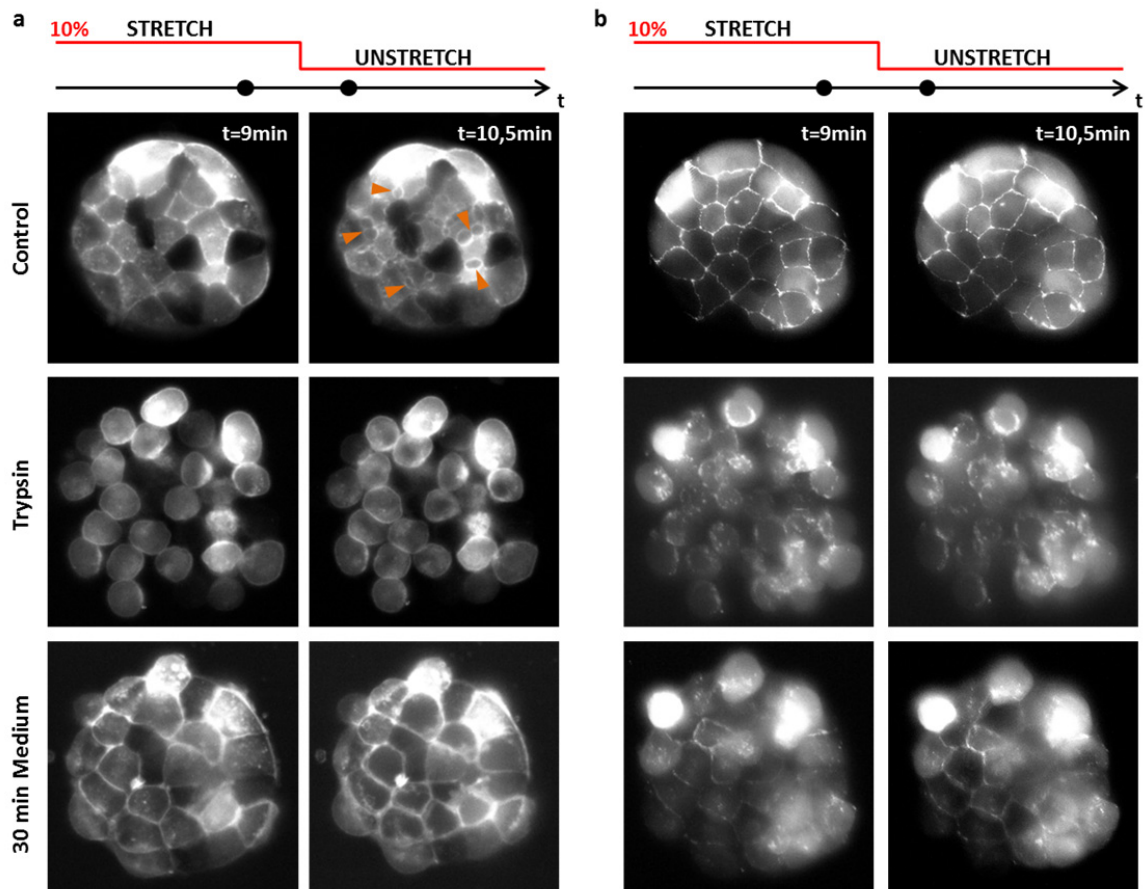 a
10%
STRETCH
UNSTRETCH
t
t=9min
t=10,5min
Control
Trypsin
30 min Medium
b
10%
STRETCH
UNSTRETCH
t
t=9min
t=10,5min